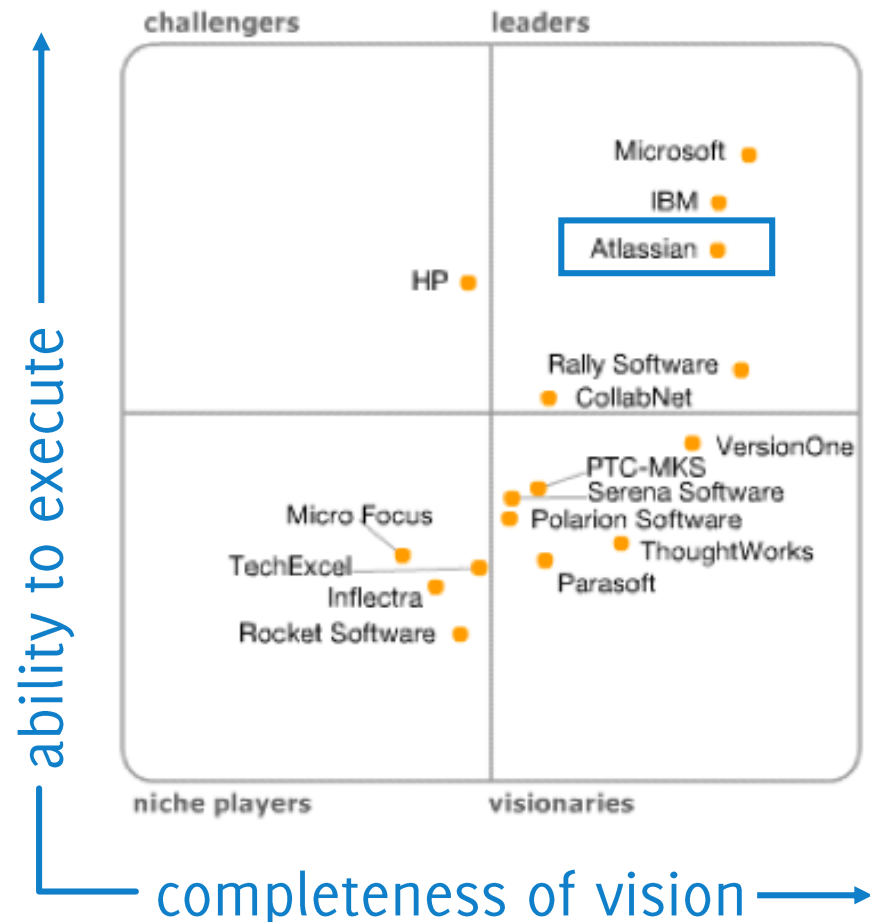 challengers
leaders
Microsoft
IBM
Atlassian
HP
Rally Software
CollabNet
VersionOne
PTC-MKS
Serena Software
Micro Focus
Polarion Software
ThoughtWorks
TechExcel
Parasoft
Inflectra
Rocket Software
niche players
visionaries
ability to execute
completeness of vision